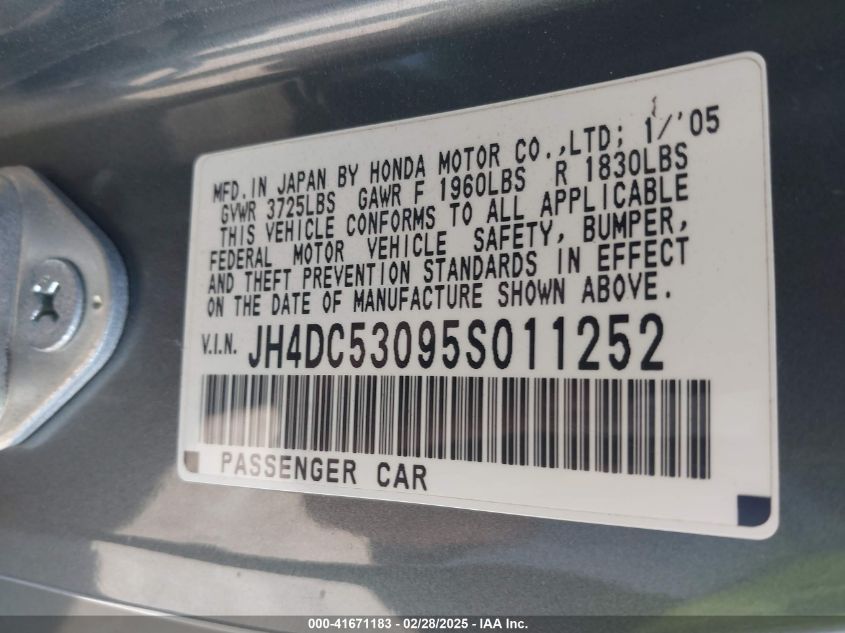 MFD.IN JAPAN BY HONDA MOTOR CO.,LTD; 1/'05
GVWR 3725LBS GAWR F 1960LBS R 1830LBS
THIS VEHICLE CONFORMS TO ALL APPLICABLE
FEDERAL MOTOR VEHICLE SAFETY, BUMPER,
AND THEFT PREVENTION STANDARDS IN EFFECT
ON THE DATE OF MANUFACTURE SHOWN ABOVE.
V.I.N. JH4DC53095S011252
PASSENGER CAR
000-41671183 - 02/28/2025 - IAA Inc.